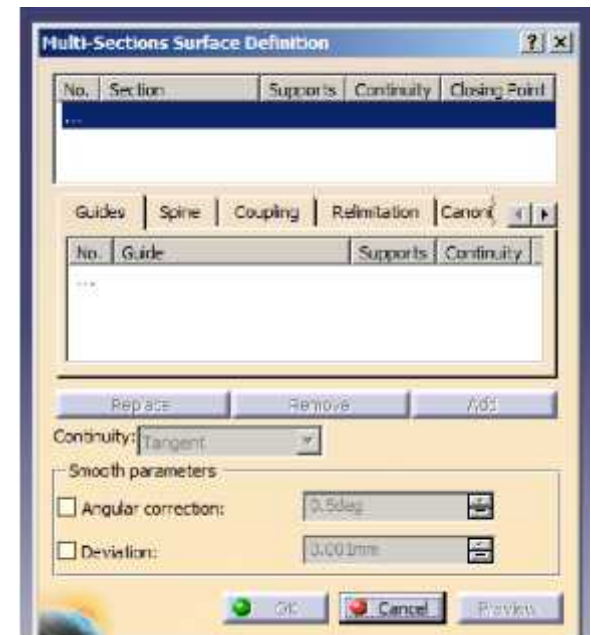 Multi-Sections Surface Definition ? ×
No. Section Supports Continuity Closing Point
...
Guides Spine Coupling Relimitation
No. Guide Supports Continuity
...
Replace Remove Add
Continuity: Tangent
Smooth parameters
Angular correction: 0.5deg
Deviation: 0.001mm
OK Cancel Preview